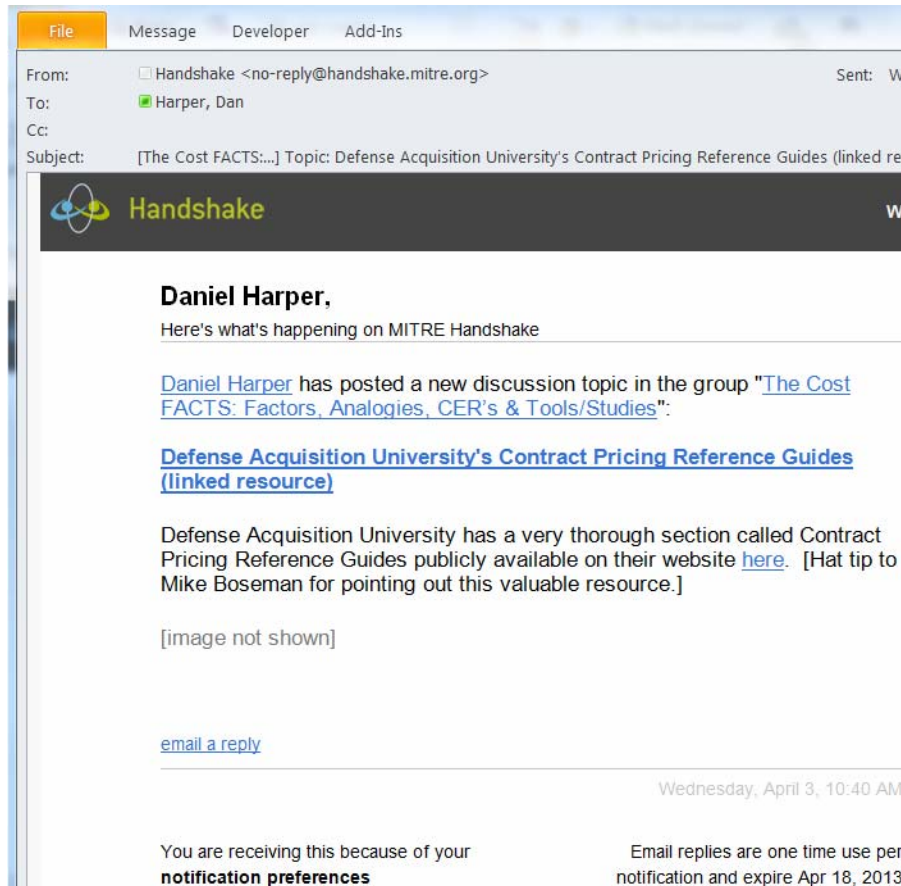 File Message Developer Add-Ins
From: Handshake <no-reply@handshake.mitre.org> Sent: W
To: Harper, Dan
Cc:
Subject: [The Cost FACTS:...] Topic: Defense Acquisition University's Contract Pricing Reference Guides (linked re
Handshake W
Daniel Harper,
Here's what's happening on MITRE Handshake
Daniel Harper has posted a new discussion topic in the group "The Cost
FACTS: Factors, Analogies, CER's & Tools/Studies":
Defense Acquisition University's Contract Pricing Reference Guides
(linked resource)
Defense Acquisition University has a very thorough section called Contract
Pricing Reference Guides publicly available on their website here. [Hat tip to
Mike Boseman for pointing out this valuable resource.]
[image not shown]
email a reply
Wednesday, April 3, 10:40 AM
You are receiving this because of your
notification preferences
Email replies are one time use per
notification and expire Apr 18, 2013